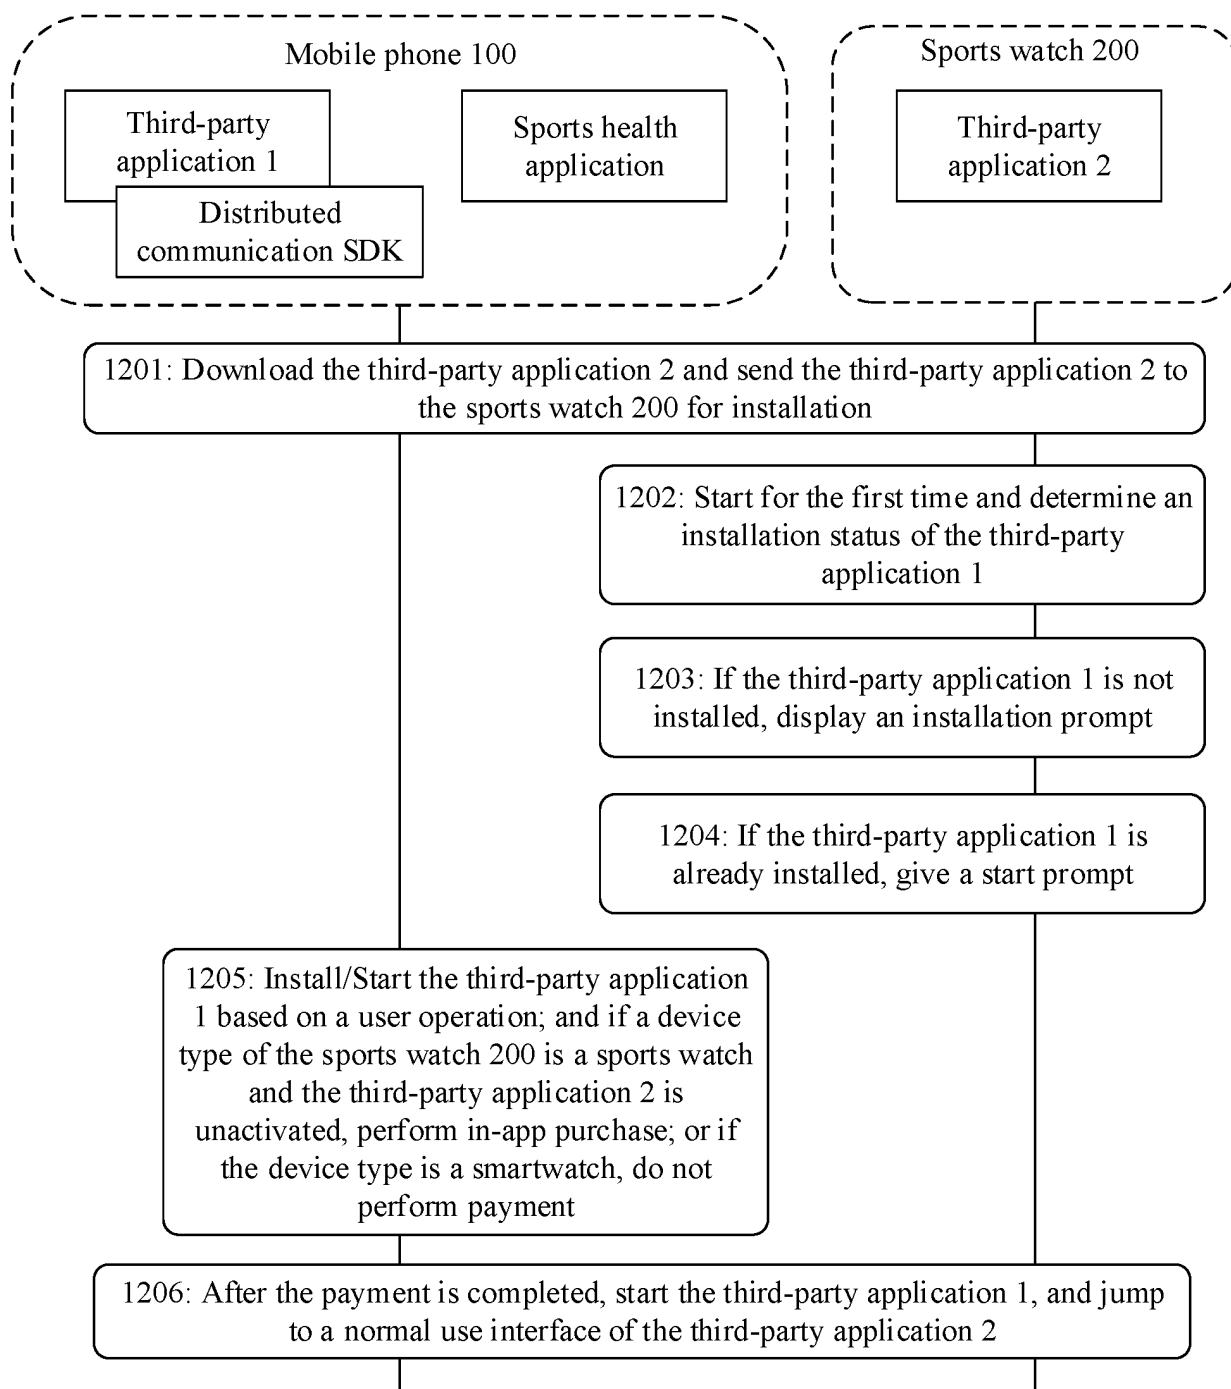 Mobile phone 100
Third-party
application 1
Distributed
communication SDK
Sports health
application
Sports watch 200
Third-party
application 2
1201: Download the third-party application 2 and send the third-party application 2 to
the sports watch 200 for installation
1202: Start for the first time and determine an
installation status of the third-party
application 1
1203: If the third-party application 1 is not
installed, display an installation prompt
1204: If the third-party application 1 is
already installed, give a start prompt
1205: Install/Start the third-party application
1 based on a user operation; and if a device
type of the sports watch 200 is a sports watch
and the third-party application 2 is
unactivated, perform in-app purchase; or if
the device type is a smartwatch, do not
perform payment
1206: After the payment is completed, start the third-party application 1, and jump
to a normal use interface of the third-party application 2